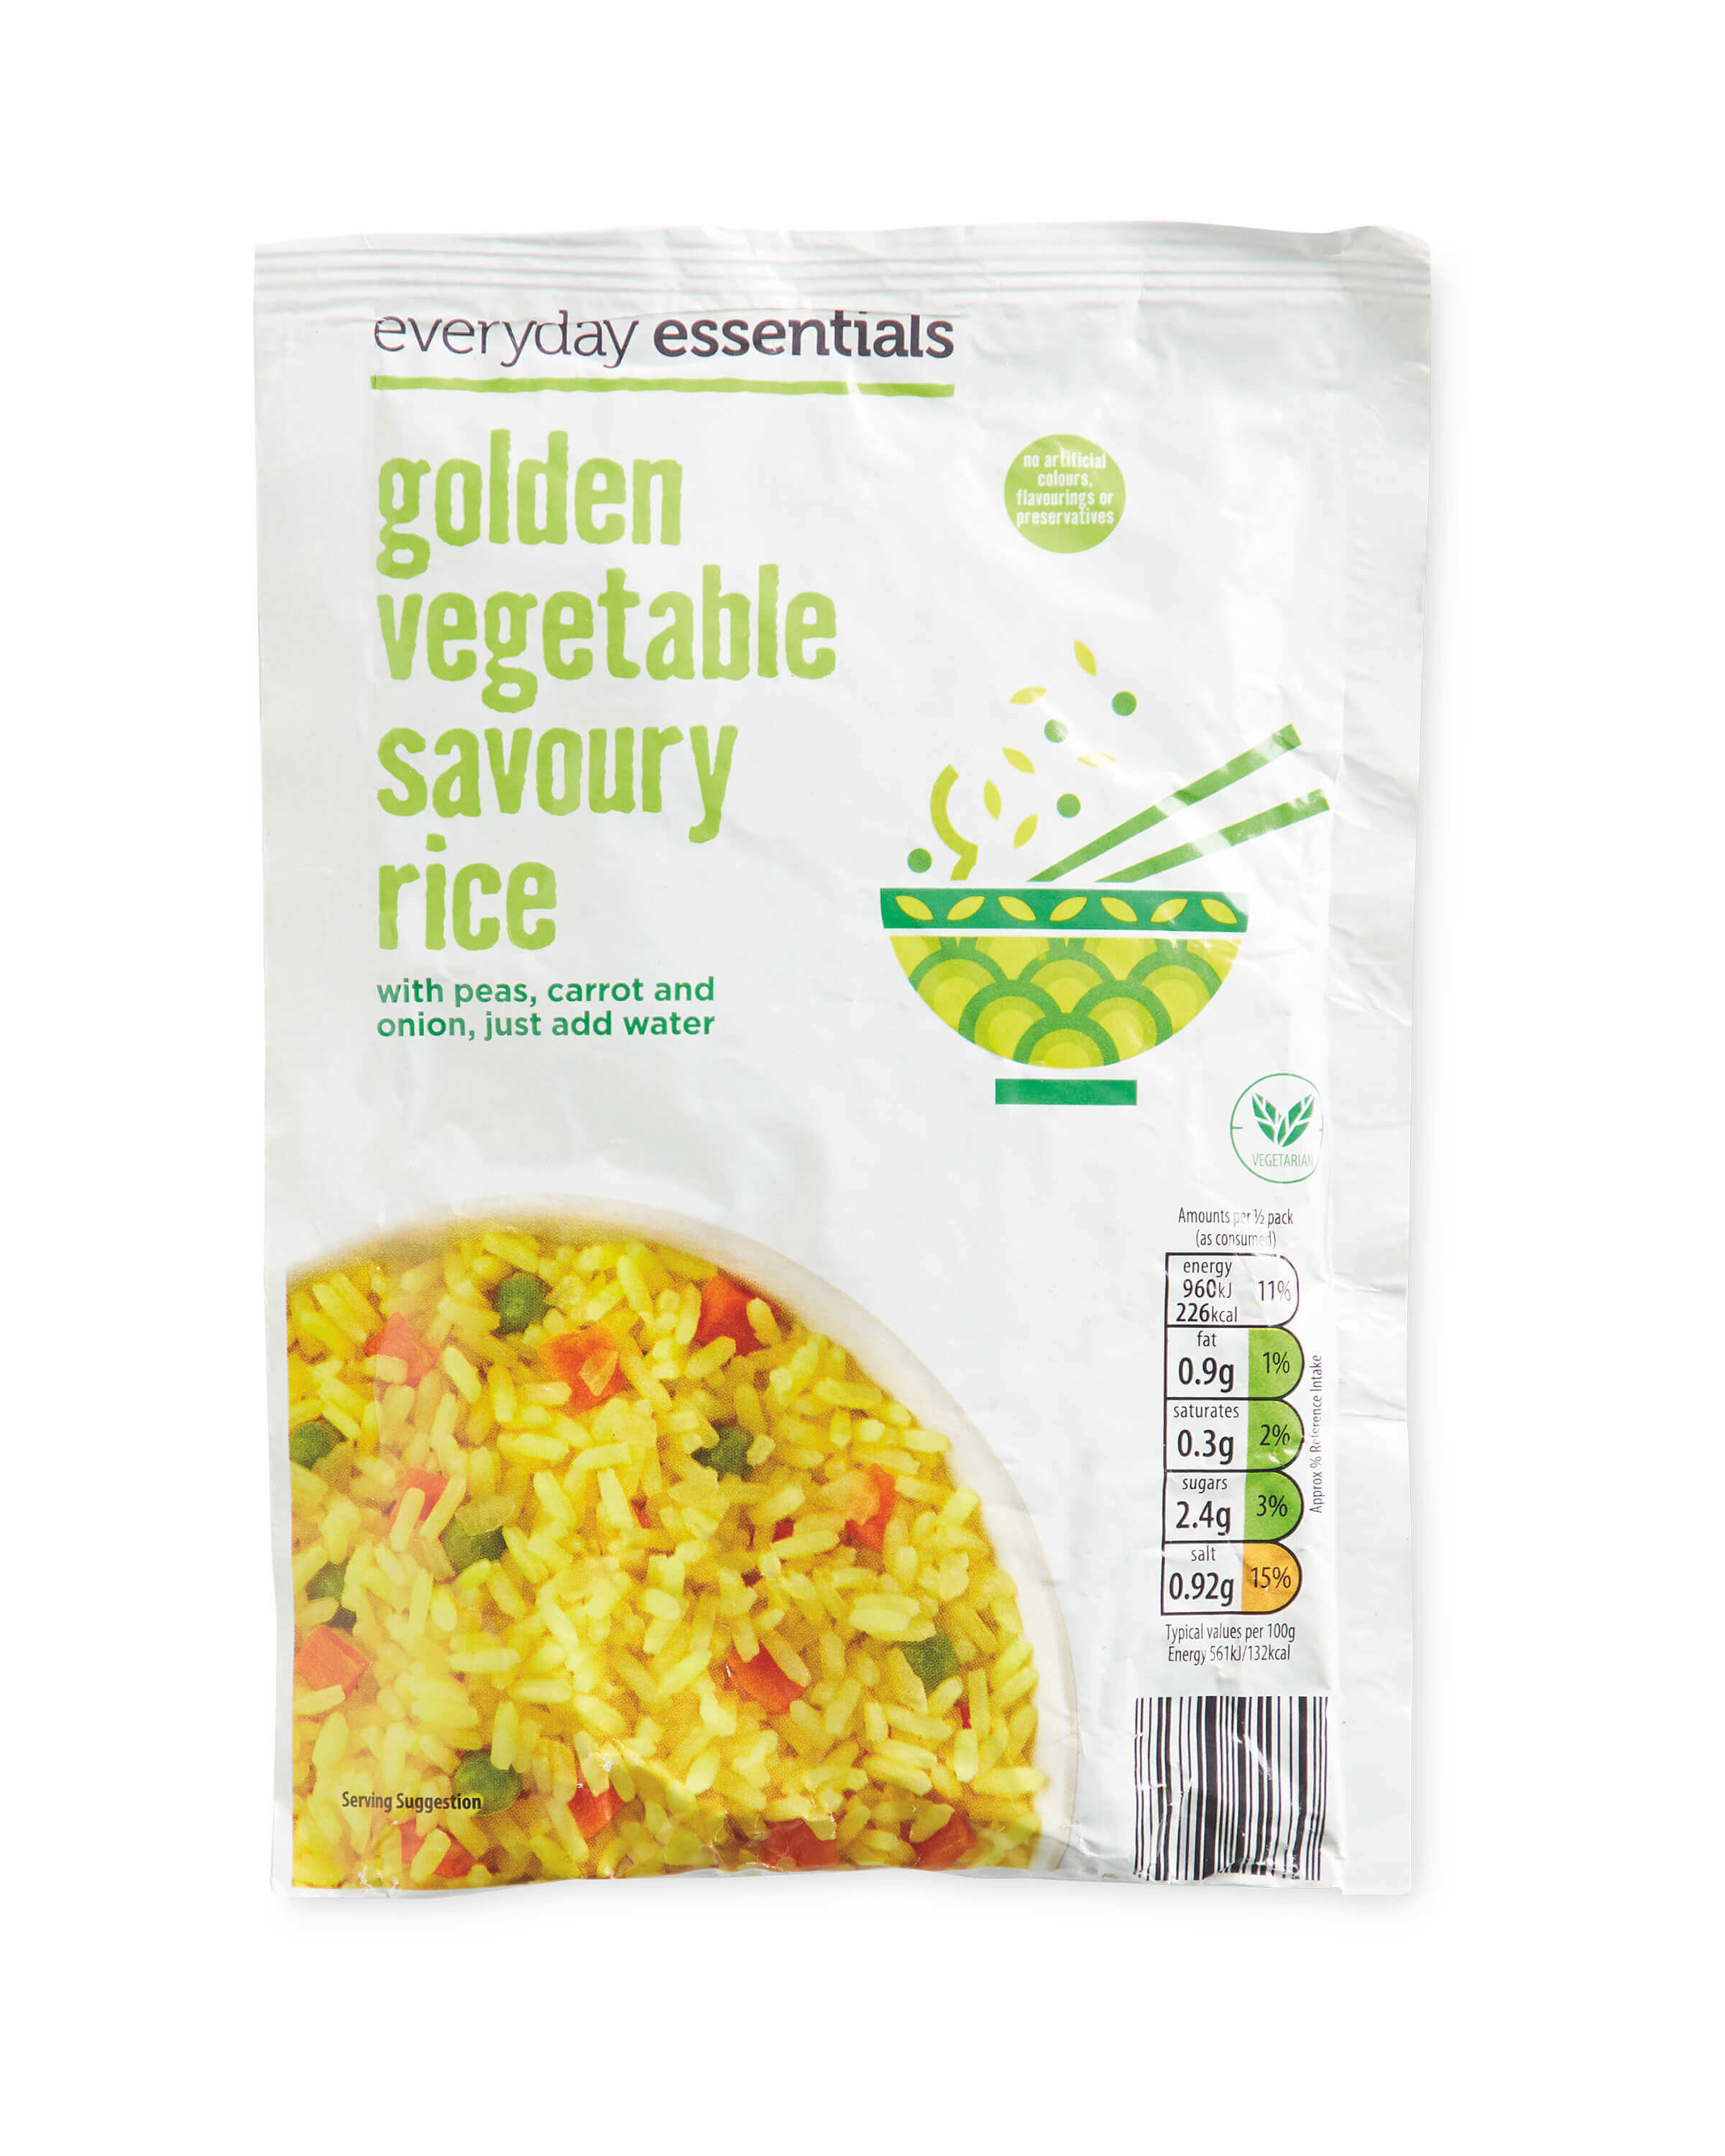 everyday essentials
golden
vegetable
savoury
rice
with peas, carrot and
onion, just add water
no artificial
colours,
flavourings or
preservatives
VEGETARIAN
Amounts per ½ pack
(as consumed)
energy
960kJ
226kcal
11%
fat
0.9g
1%
saturates
0.3g
2%
sugars
2.4g
3%
salt
0.92g
15%
Approx % Reference Intake
Typical values per 100g
Energy 561kJ/132kcal
Serving Suggestion